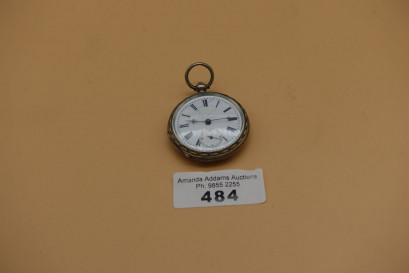 Amanda Addams Auctions
Ph: 9855 2255
484